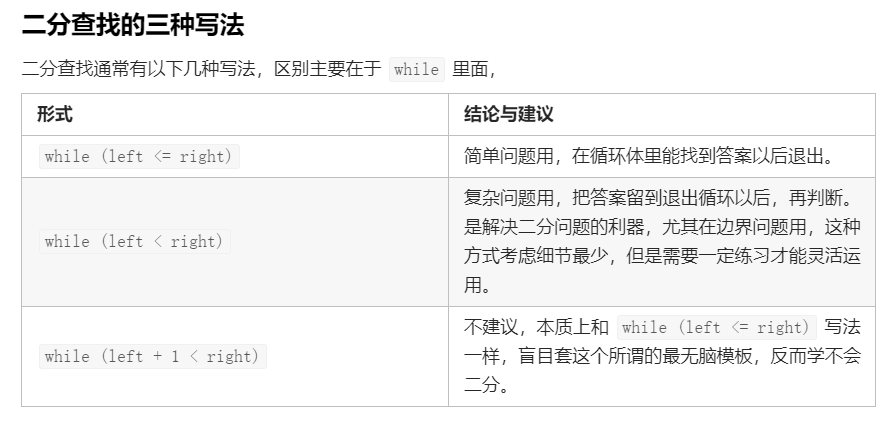 二分查找的三种写法
二分查找通常有以下几种写法，区别主要在于 while 里面，
形式 结论与建议
while (left <= right) 简单问题用，在循环体里能找到答案以后退出。
while (left < right)
复杂问题用，把答案留到退出循环以后，再判断。
是解决二分问题的利器，尤其在边界问题用，这种
方式考虑细节最少，但是需要一定练习才能灵活运
用。
while (left + 1 < right)
不建议，本质上和 while (left <= right) 写法
一样，盲目套这个所谓的最无脑模板，反而学不会
二分。